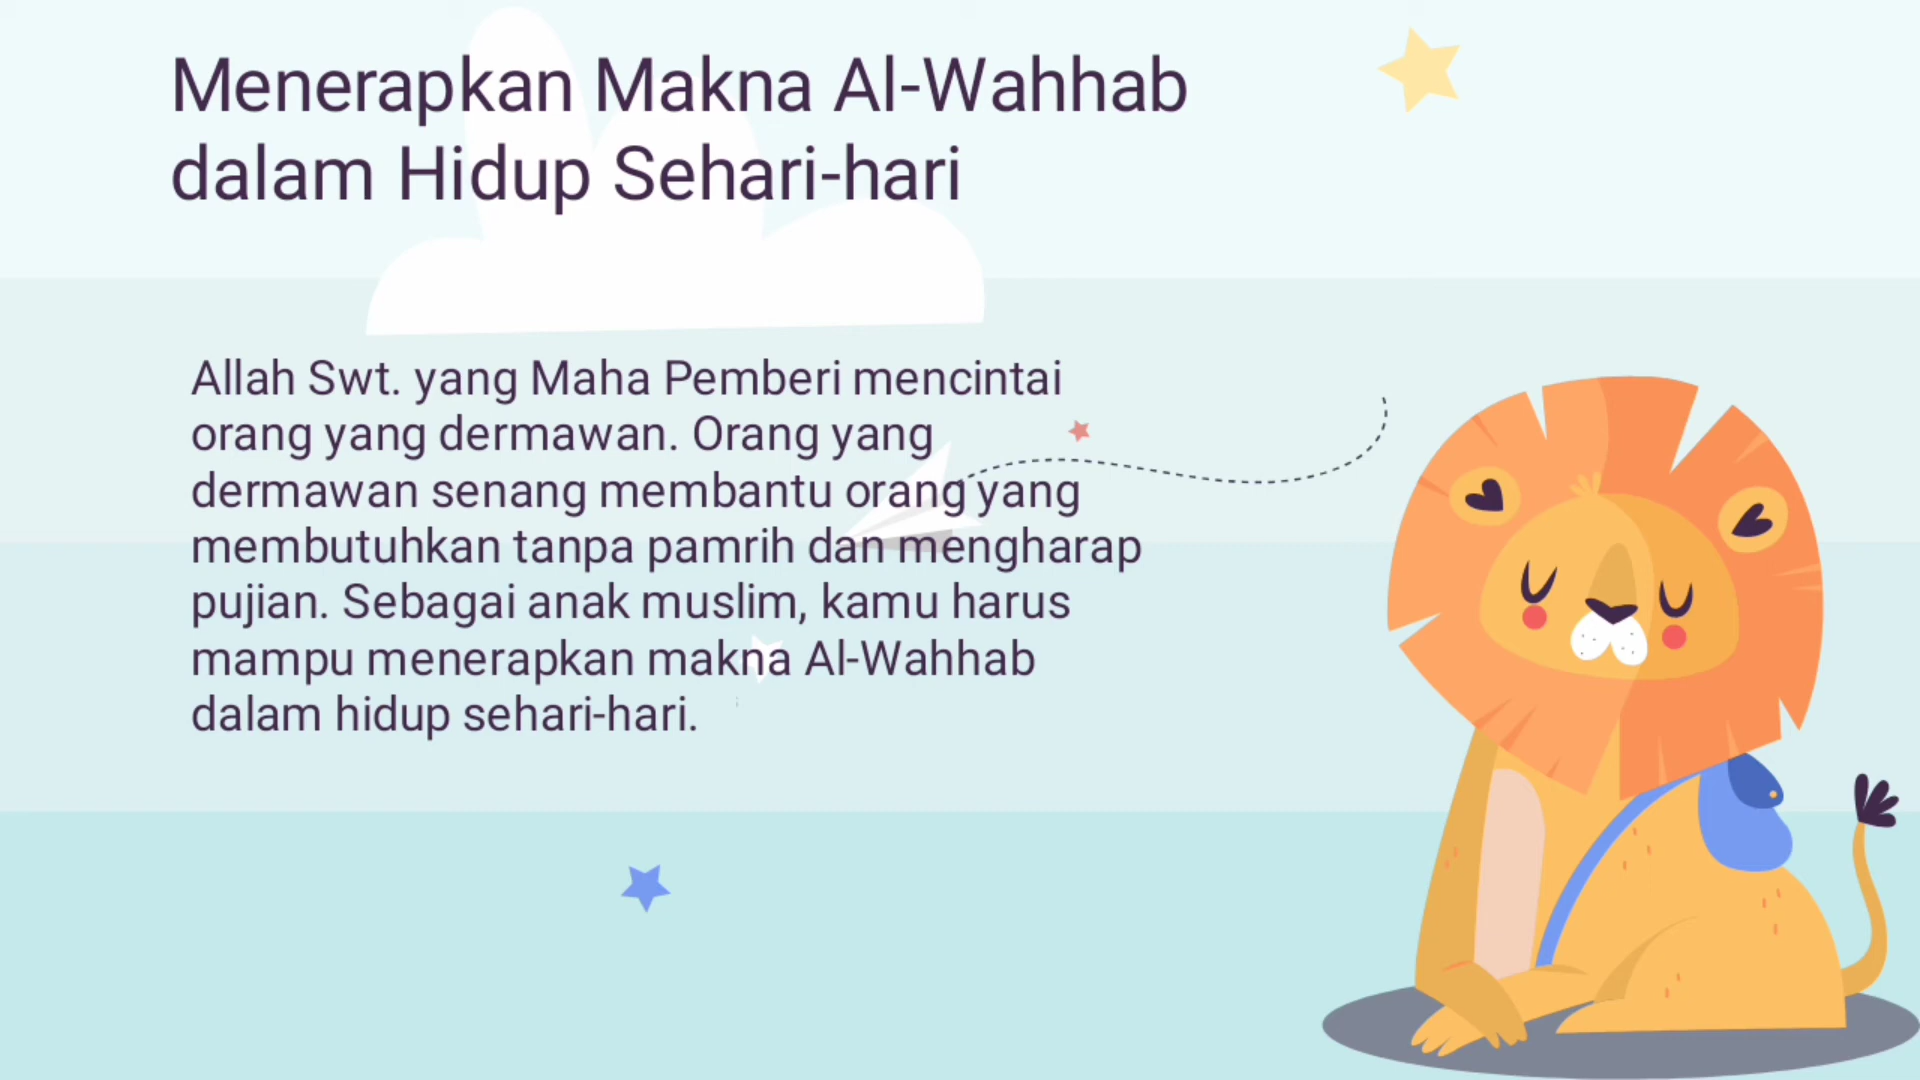 Menerapkan Makna Al-Wahhab
dalam Hidup Sehari-hari
Allah Swt. yang Maha Pemberi mencintai
orang yang dermawan. Orang yang
dermawan senang membantu orang yang
membutuhkan tanpa pamrih dan mengharap
pujian. Sebagai anak muslim, kamu harus
mampu menerapkan makna Al-Wahhab
dalam hidup sehari-hari.